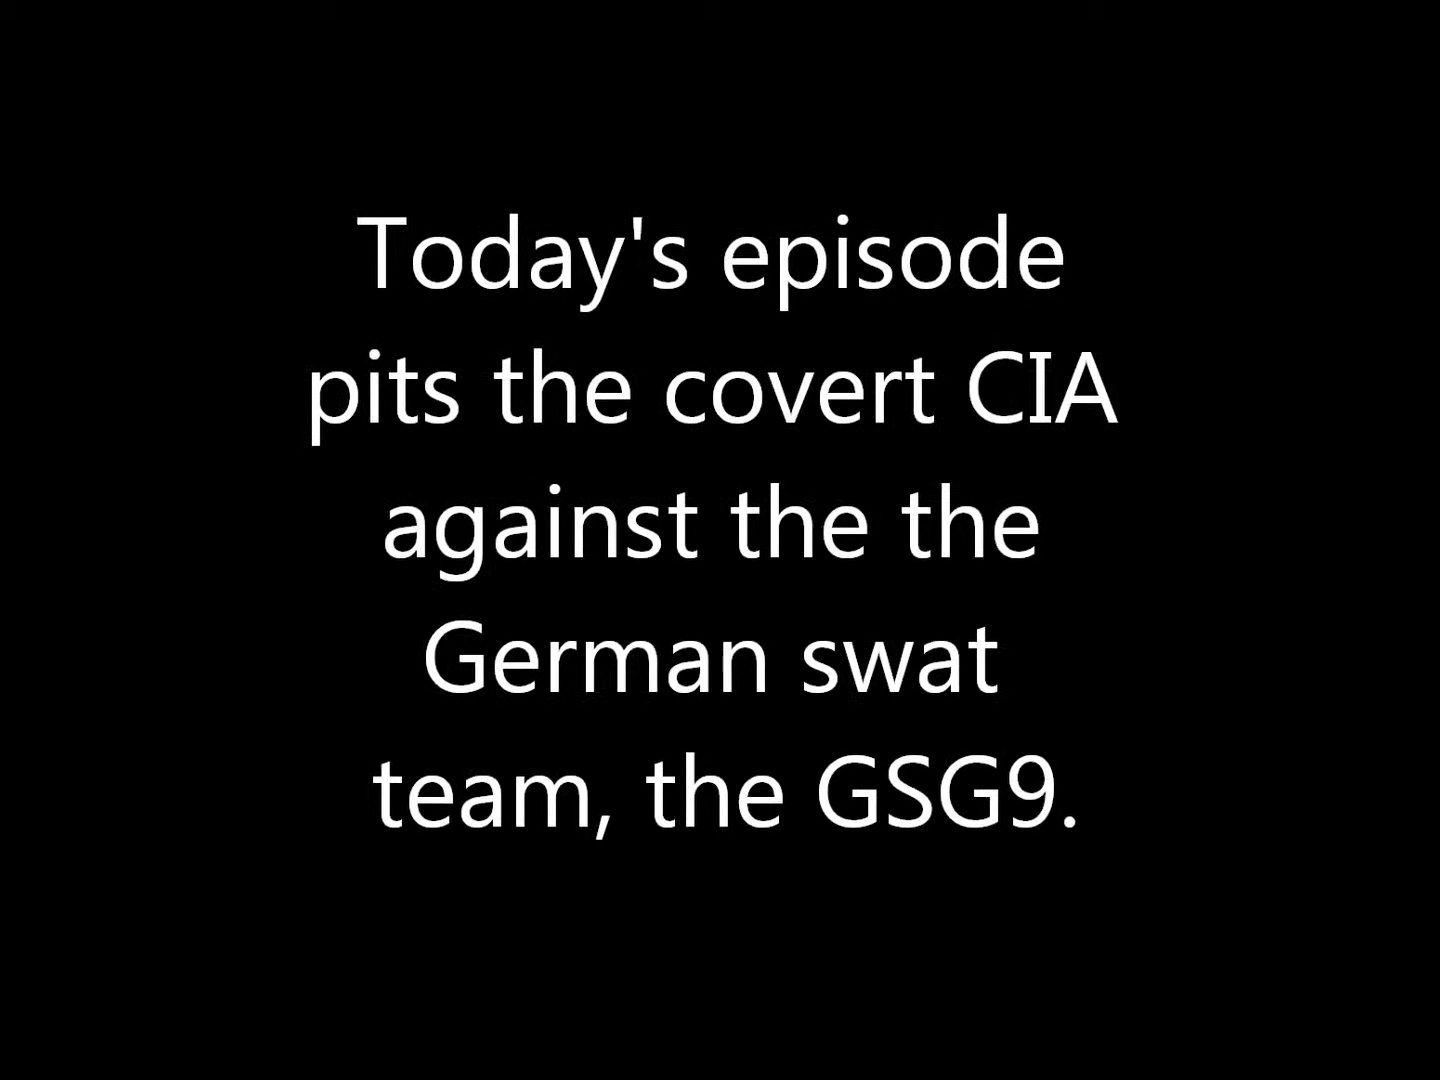 Today's episode
pits the covert CIA
against the the
German swat
team, the GSG9.